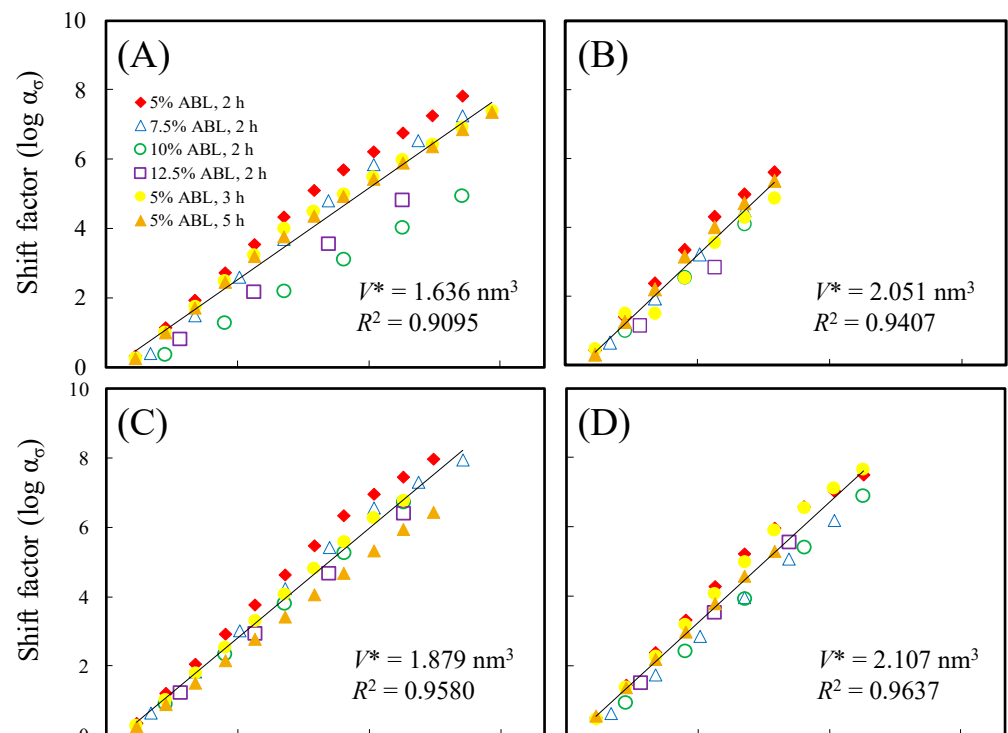 10
(A)
(B)
8
5% ABL, 2 h
7.5% ABL, 2 h
10% ABL, 2 h
12.5% ABL, 2 h
5% ABL, 3 h
5% ABL, 5 h
6
4
2
0
Shift factor (log α_σ)
V* = 1.636 nm³
R² = 0.9095
V* = 2.051 nm³
R² = 0.9407
10
(C)
(D)
8
6
4
2
0
Shift factor (log α_σ)
V* = 1.879 nm³
R² = 0.9580
V* = 2.107 nm³
R² = 0.9637